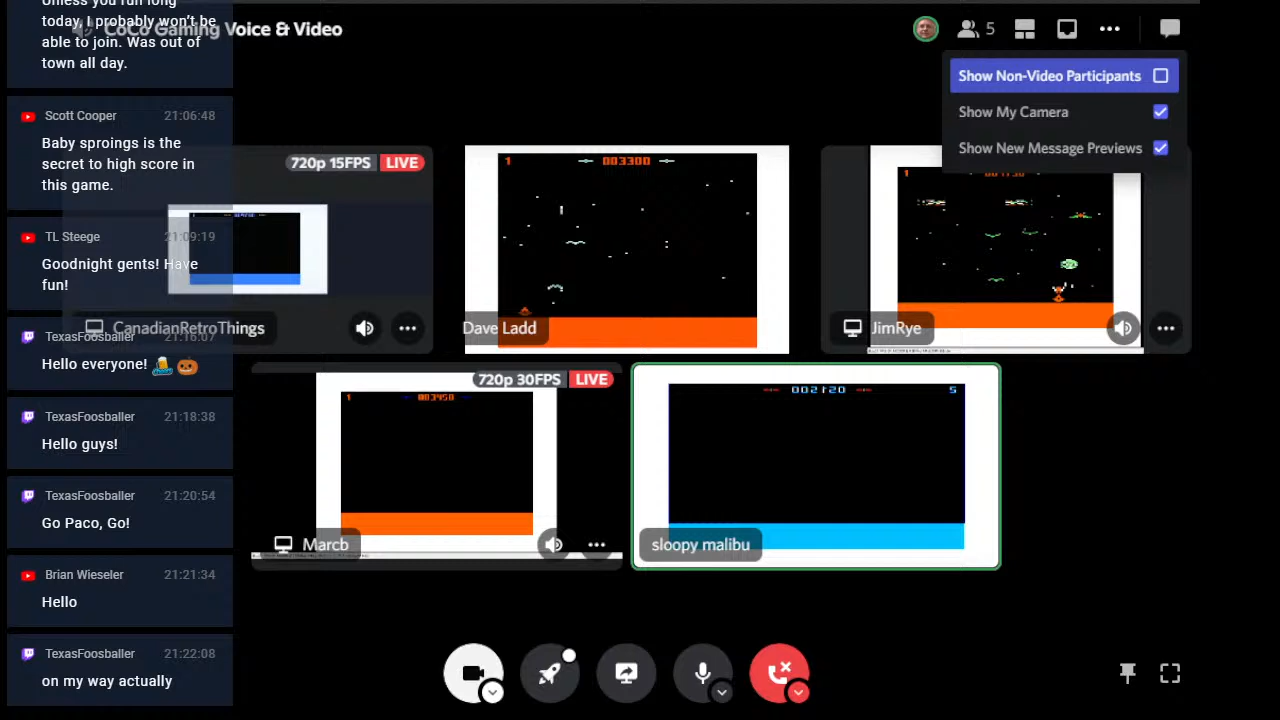 Unless you run long
today, I probably won't be
able to join. Was out of
town all day.
CoCo Gaming Voice & Video
5
Show Non-Video Participants
Show My Camera
Show New Message Previews
Scott Cooper 21:06:48
Baby sproings is the
secret to high score in
this game.
TL Steege 21:09:19
Goodnight gents! Have
fun!
TexasFoosballer 21:16:07
Hello everyone!
TexasFoosballer 21:18:38
Hello guys!
TexasFoosballer 21:20:54
Go Paco, Go!
Brian Wieseler 21:21:34
Hello
TexasFoosballer 21:22:08
on my way actually
720p 15FPS LIVE
CanadianRetroThings
1 003300
Dave Ladd
1
JimRye
720p 30FPS LIVE
1 003450
Marcb
002120 5
sloopy malibu